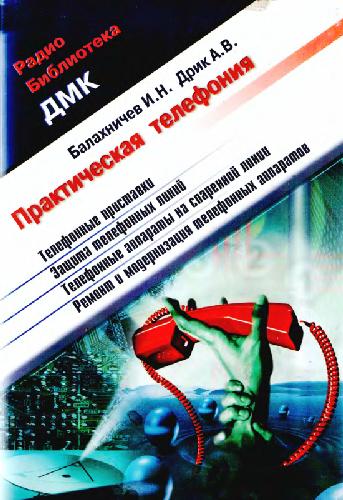 Радио
Библиотека
ДМК
Балахничев И.Н. Дрик А.В.
Практическая телефония
Телефонные приставки
Защита телефонных линий
Телефонные аппараты на спаренной линии
Ремонт и модернизация телефонных аппаратов